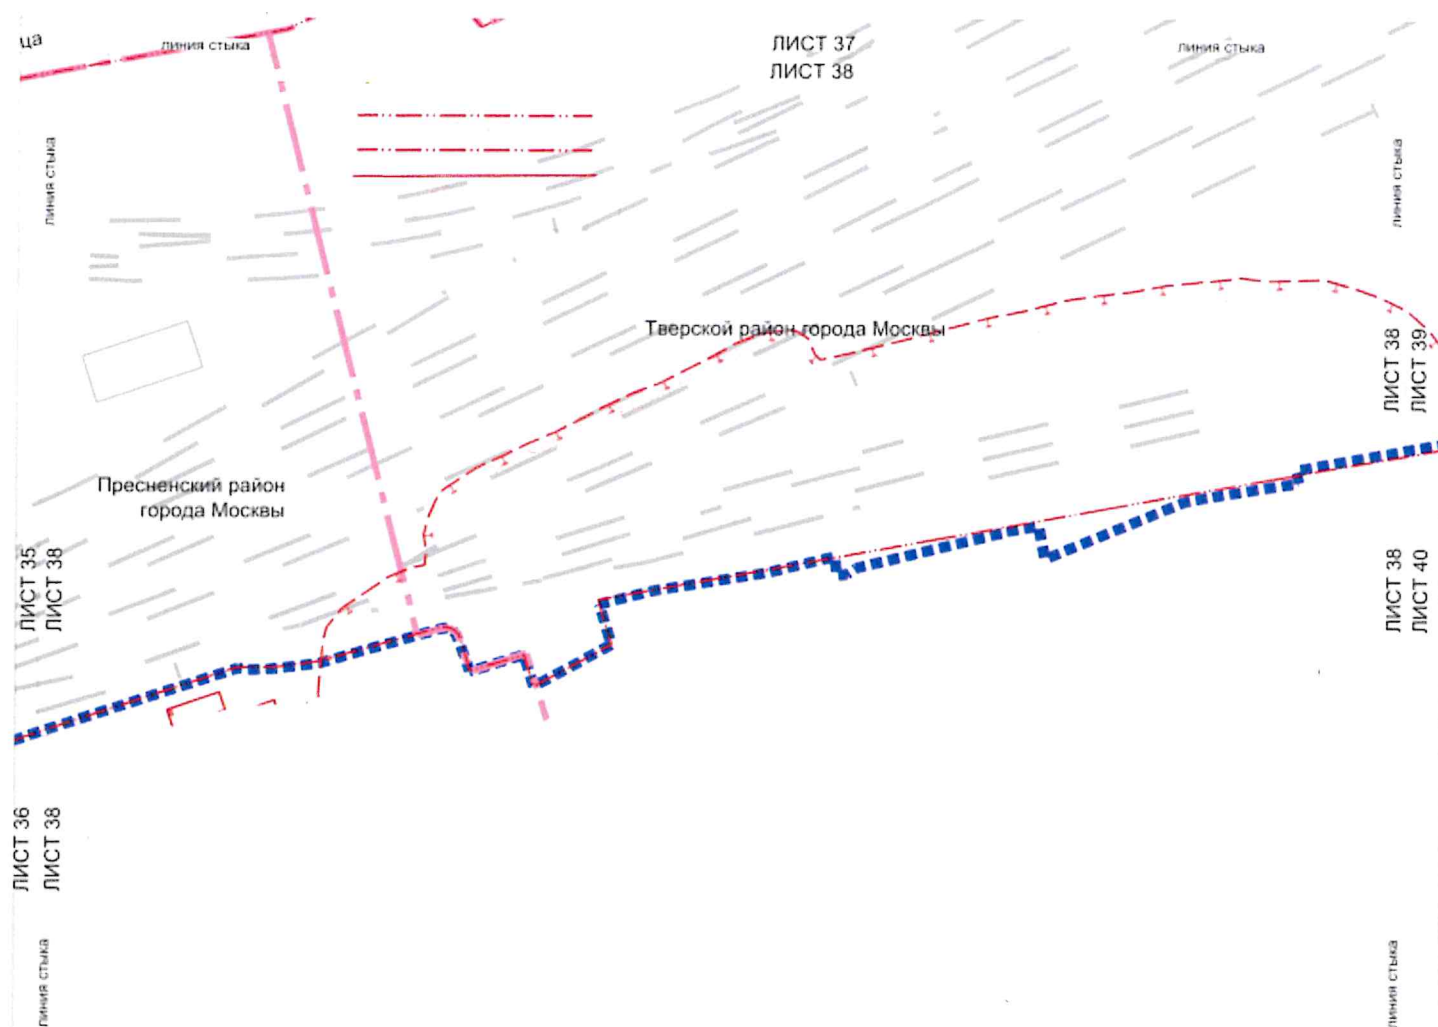 ца
линия стыка
ЛИСТ 37
ЛИСТ 38
линия стыка
линия стыка
линия стыка
Тверской район города Москвы
ЛИСТ 38
ЛИСТ 39
Пресненский район
города Москвы
ЛИСТ 35
ЛИСТ 38
ЛИСТ 38
ЛИСТ 40
ЛИСТ 36
ЛИСТ 38
линия стыка
линия стыка